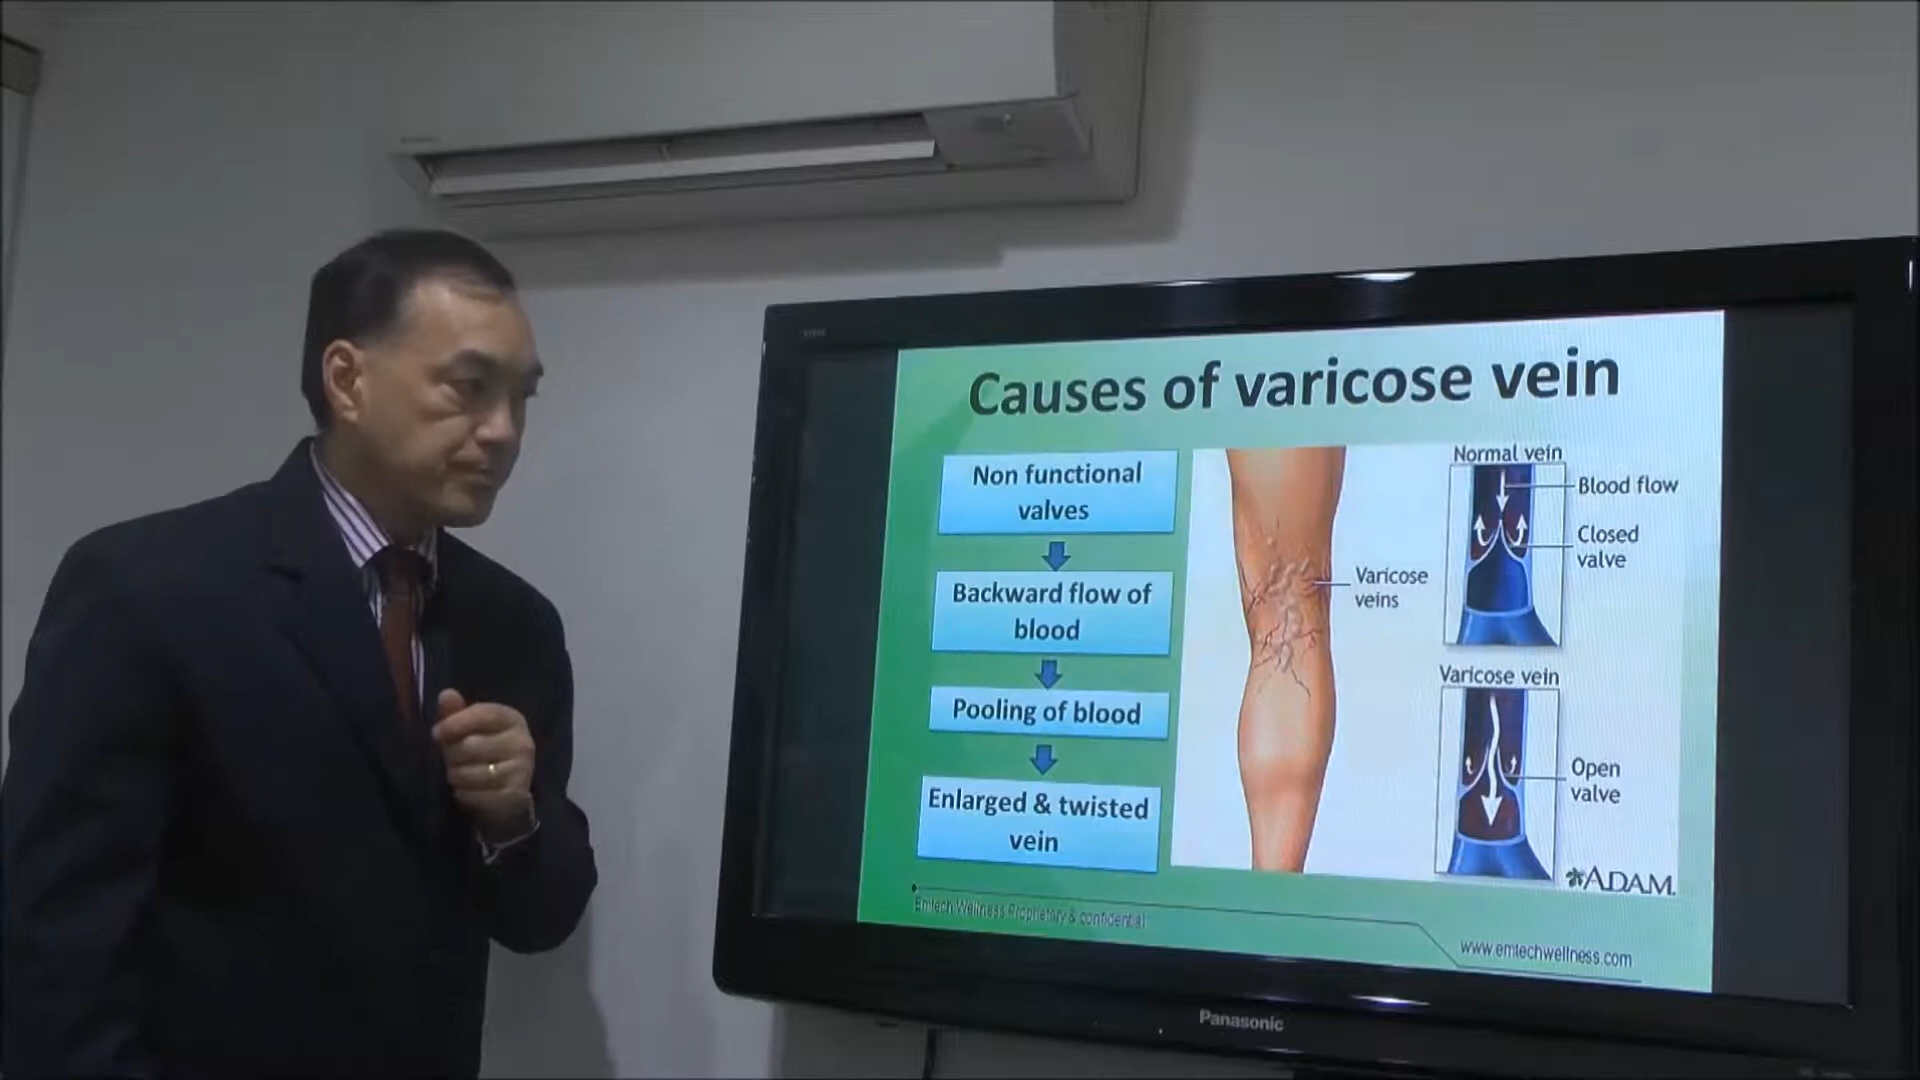 Causes of varicose vein
Non functional
valves
Backward flow of
blood
Pooling of blood
Enlarged & twisted
vein
Varicose
veins
Normal vein
Blood flow
Closed
valve
Varicose vein
Open
valve
ADAM.
Emtech Wellness Proprietary & confidential
www.emtechwellness.com
Panasonic